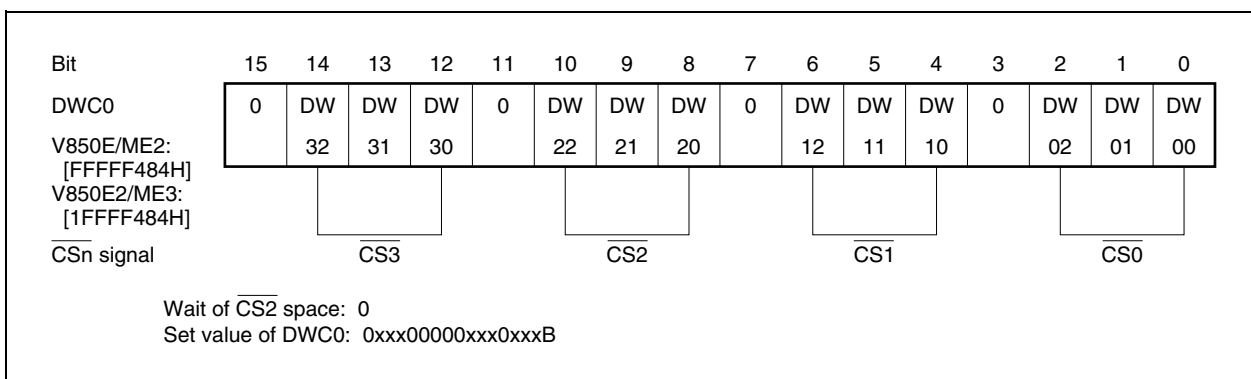 Bit 15 14 13 12 11 10 9 8 7 6 5 4 3 2 1 0
DWC0 0 DW DW DW 0 DW DW DW 0 DW DW DW 0 DW DW DW
V850E/ME2: 32 31 30 22 21 20 12 11 10 02 01 00
[FFFFF484H]
V850E2/ME3:
[1FFFF484H]
CSn signal CS3 CS2 CS1 CS0
Wait of CS2 space: 0
Set value of DWC0: 0xxx00000xxx0xxxB